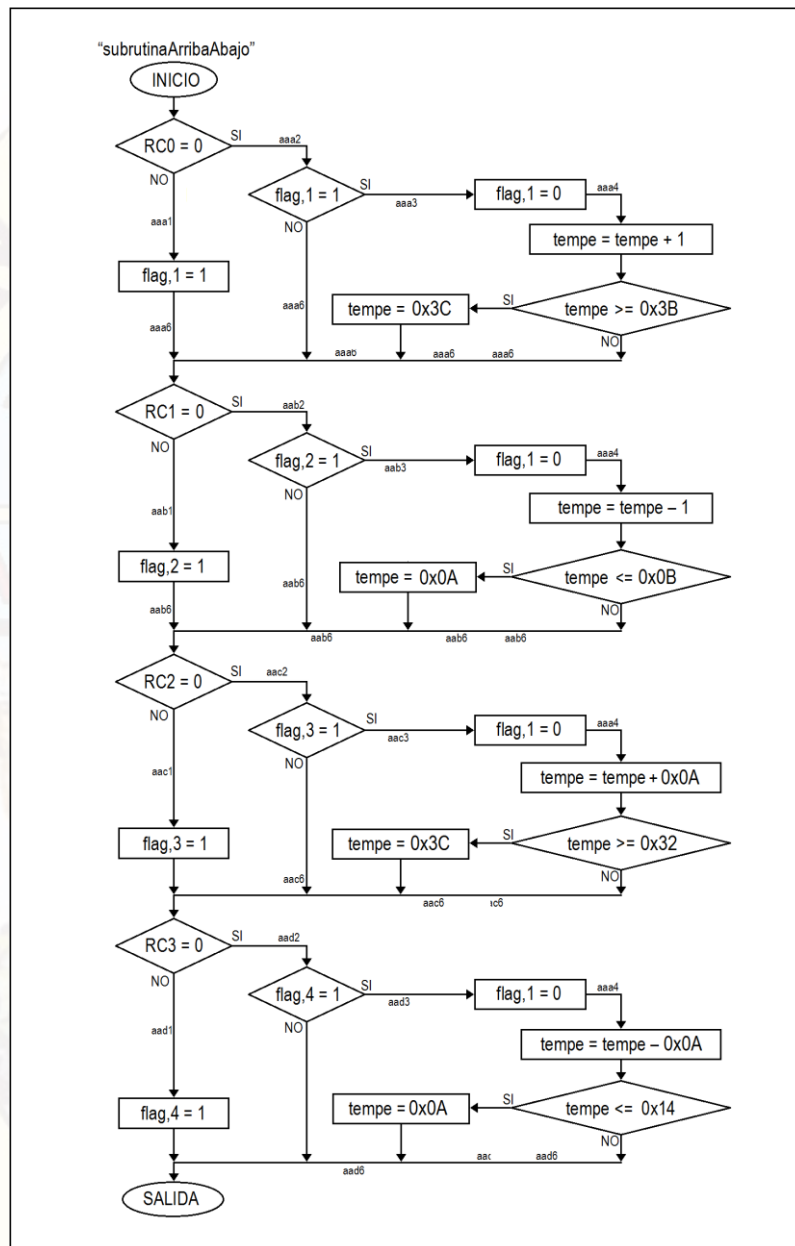 “subrutinaArribaAbajo”
INICIO
RC0 = 0
SI
aaa2
NO
flag,1 = 1
SI
aaa3
flag,1 = 0
aaa4
tempe = tempe + 1
aaa1
NO
flag,1 = 1
tempe = 0x3C
SI
tempe >= 0x3B
aaa6
aaa6
NO
aaa6
aaa6
aaa6
RC1 = 0
SI
aab2
NO
flag,2 = 1
SI
aab3
flag,1 = 0
aaa4
NO
tempe = tempe – 1
aab1
flag,2 = 1
tempe = 0x0A
SI
tempe <= 0x0B
aab6
aab6
NO
aab6
aab6
aab6
RC2 = 0
SI
aac2
NO
flag,3 = 1
SI
aac3
flag,1 = 0
aaa4
NO
aac1
tempe = tempe + 0x0A
flag,3 = 1
tempe = 0x3C
SI
tempe >= 0x32
NO
aac6
aac6
RC3 = 0
SI
aad2
NO
flag,4 = 1
SI
aad3
flag,1 = 0
aaa4
NO
aad1
tempe = tempe – 0x0A
flag,4 = 1
tempe = 0x0A
SI
tempe <= 0x14
NO
aad6
aad6
SALIDA